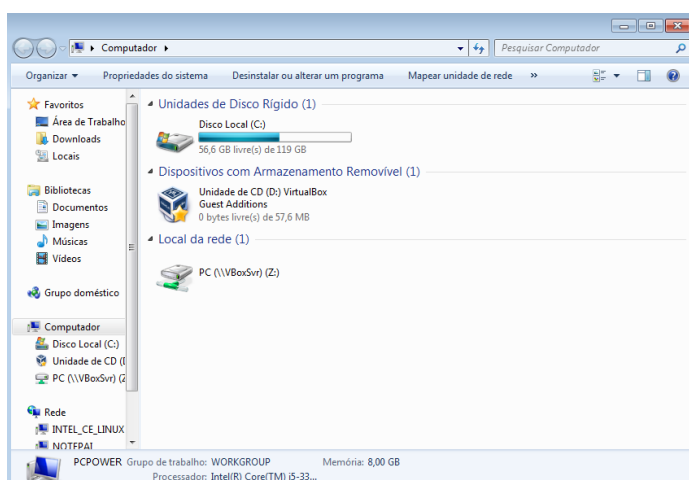 Computador
Pesquisar Computador
Organizar
Propriedades do sistema
Desinstalar ou alterar um programa
Mapear unidade de rede
»
Favoritos
Área de Trabalho
Downloads
Locais
Bibliotecas
Documentos
Imagens
Músicas
Vídeos
Grupo doméstico
Computador
Disco Local (C:)
Unidade de CD (D
PC (\\VBoxSvr) (Z
Rede
INTEL_CE_LINUX
NOTEPAI
Unidades de Disco Rígido (1)
Disco Local (C:)
56,6 GB livre(s) de 119 GB
Dispositivos com Armazenamento Removível (1)
Unidade de CD (D:) VirtualBox
Guest Additions
0 bytes livre(s) de 57,6 MB
Local da rede (1)
PC (\\VBoxSvr) (Z:)
PCPOWER Grupo de trabalho: WORKGROUP Memória: 8,00 GB
Processador: Intel(R) Core(TM) i5-33...